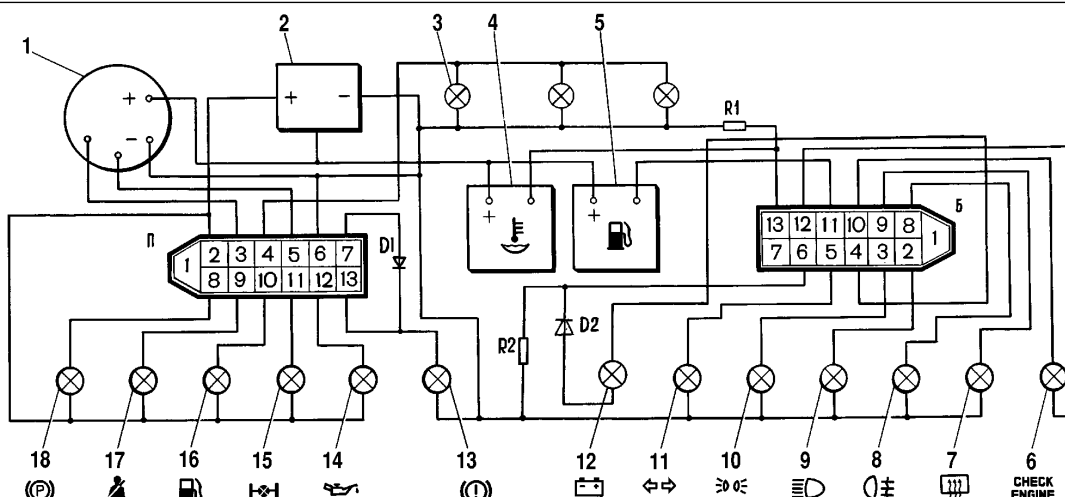 1 2 3 4 5
+ - + -
R1
+ +
П 1 2 3 4 5 6 7
8 9 10 11 12 13
D1
13 12 11 10 9 8 1 Б
7 6 5 4 3 2
R2 D2
18 17 16 15 14 13 12 11 10 9 8 7 6
(P) (!) - + CHECK
ENGINE